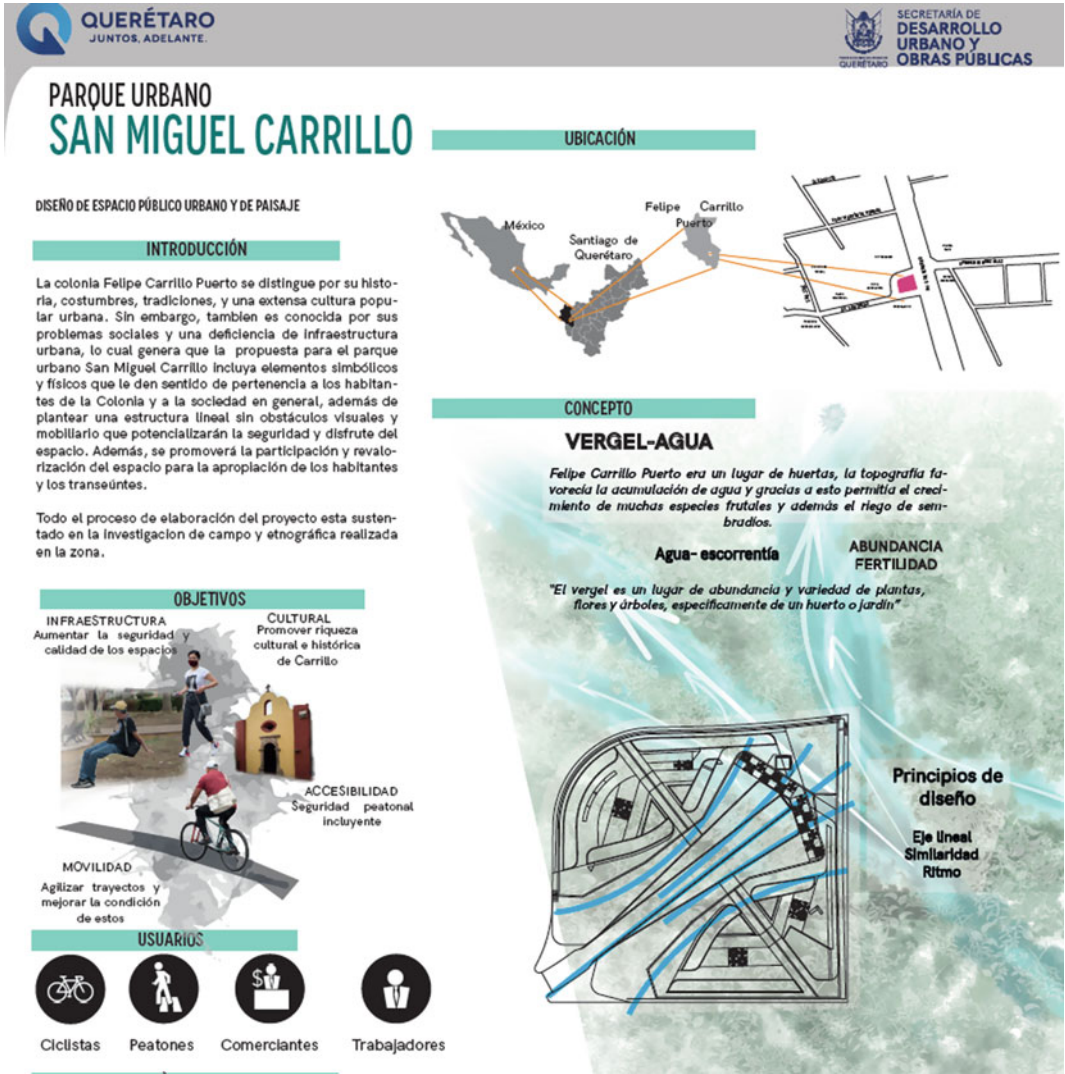 QUERÉTARO
JUNTOS, ADELANTE.
SECRETARÍA DE
DESARROLLO
URBANO Y
OBRAS PÚBLICAS
QUERÉTARO
PARQUE URBANO
SAN MIGUEL CARRILLO
DISEÑO DE ESPACIO PÚBLICO URBANO Y DE PAISAJE
INTRODUCCIÓN
La colonia Felipe Carrillo Puerto se distingue por su histo-
ria, costumbres, tradiciones, y una extensa cultura popu-
lar urbana. Sin embargo, tambien es conocida por sus
problemas sociales y una deficiencia de infraestructura
urbana, lo cual genera que la propuesta para el parque
urbano San Miguel Carrillo incluya elementos simbólicos
y físicos que le den sentido de pertenencia a los habitan-
tes de la Colonia y a la sociedad en general, además de
plantear una estructura lineal sin obstáculos visuales y
mobiliario que potencializarán la seguridad y disfrute del
espacio. Además, se promoverá la participación y revalo-
rización del espacio para la apropiación de los habitantes
y los transeúntes.
Todo el proceso de elaboración del proyecto esta susten-
tado en la investigacion de campo y etnográfica realizada
en la zona.
OBJETIVOS
INFRAESTRUCTURA
Aumentar la seguridad y
calidad de los espacios
CULTURAL
Promover riqueza
cultural e histórica
de Carrillo
ACCESIBILIDAD
Seguridad peatonal
incluyente
MOVILIDAD
Agilizar trayectos y
mejorar la condición
de estos
USUARIOS
Ciclistas
Peatones
Comerciantes
Trabajadores
UBICACIÓN
México
Santiago de
Querétaro
Felipe Carrillo
Puerto
CONCEPTO
VERGEL-AGUA
Felipe Carrillo Puerto era un lugar de huertas, la topografía fa-
vorecía la acumulación de agua y gracias a esto permitía el creci-
miento de muchas especies frutales y además el riego de sem-
bradíos.
Agua- escorrentía
ABUNDANCIA
FERTILIDAD
"El vergel es un lugar de abundancia y variedad de plantas,
flores y árboles, específicamente de un huerto o jardín"
Principios de
diseño
Eje lineal
Similaridad
Ritmo